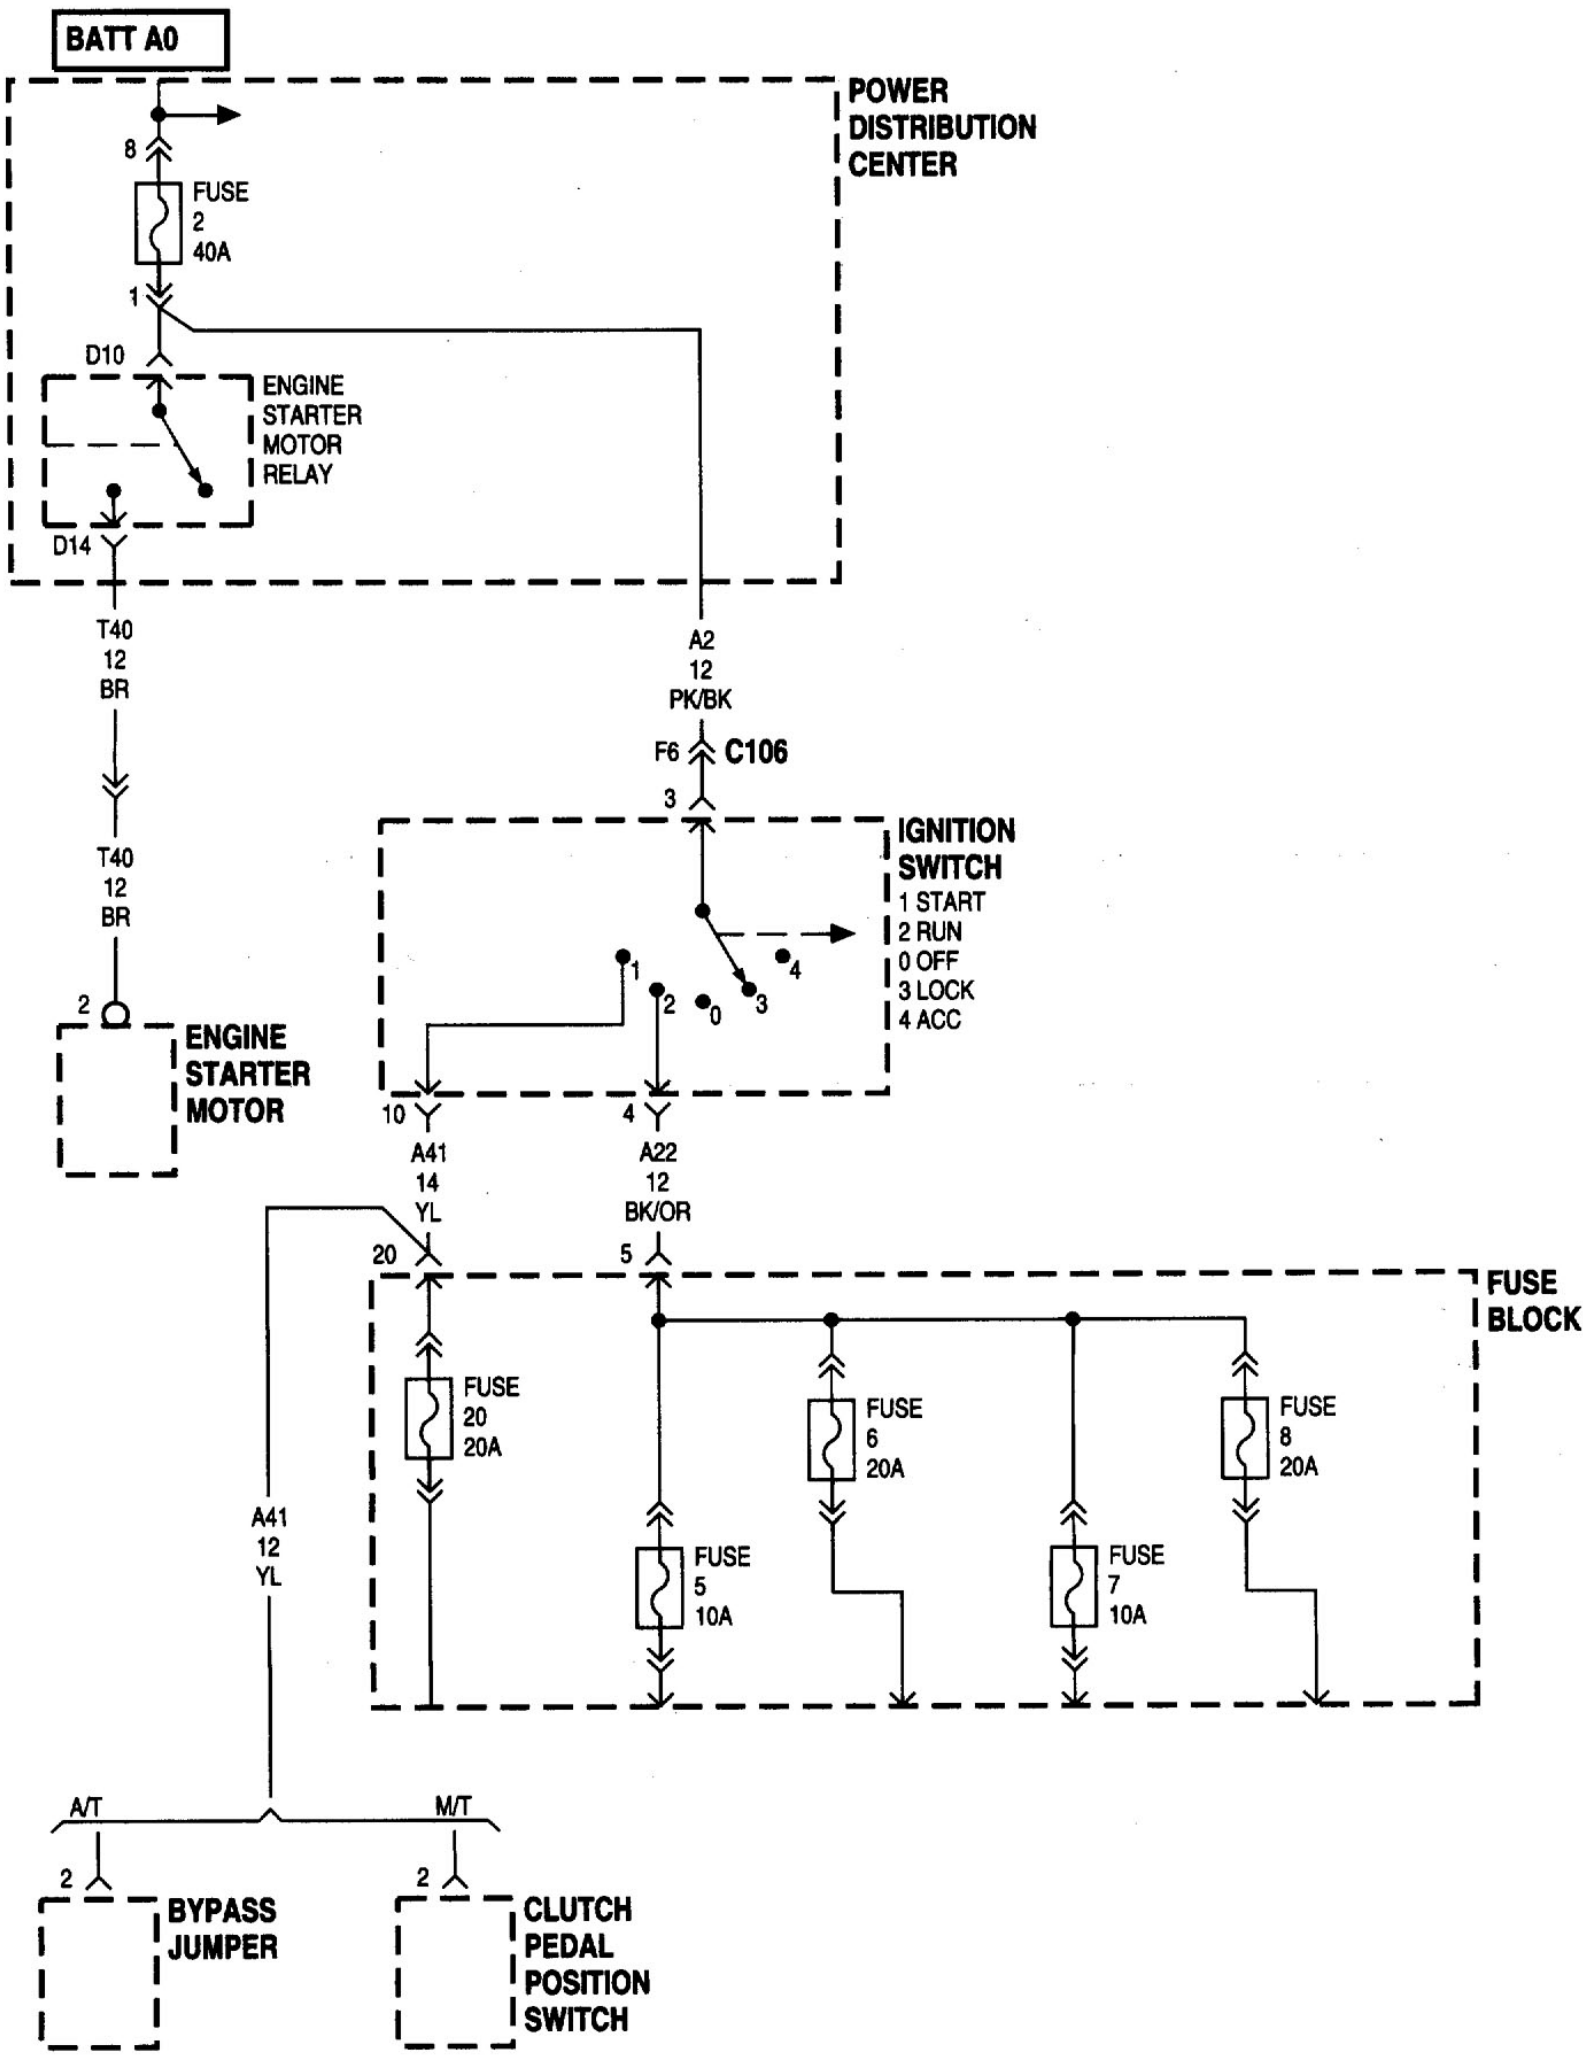 BATT A0
POWER
DISTRIBUTION
CENTER
8
FUSE
2
40A
1
D10
ENGINE
STARTER
MOTOR
RELAY
D14
T40
12
BR
A2
12
PK/BK
F6
C106
3
T40
12
BR
IGNITION
SWITCH
1 START
2 RUN
0 OFF
3 LOCK
4 ACC
1
2
0
3
4
2
ENGINE
STARTER
MOTOR
10
4
A41
14
YL
A22
12
BK/OR
20
5
FUSE
BLOCK
FUSE
20
20A
FUSE
6
20A
FUSE
8
20A
FUSE
5
10A
FUSE
7
10A
A41
12
YL
A/T
M/T
2
BYPASS
JUMPER
2
CLUTCH
PEDAL
POSITION
SWITCH